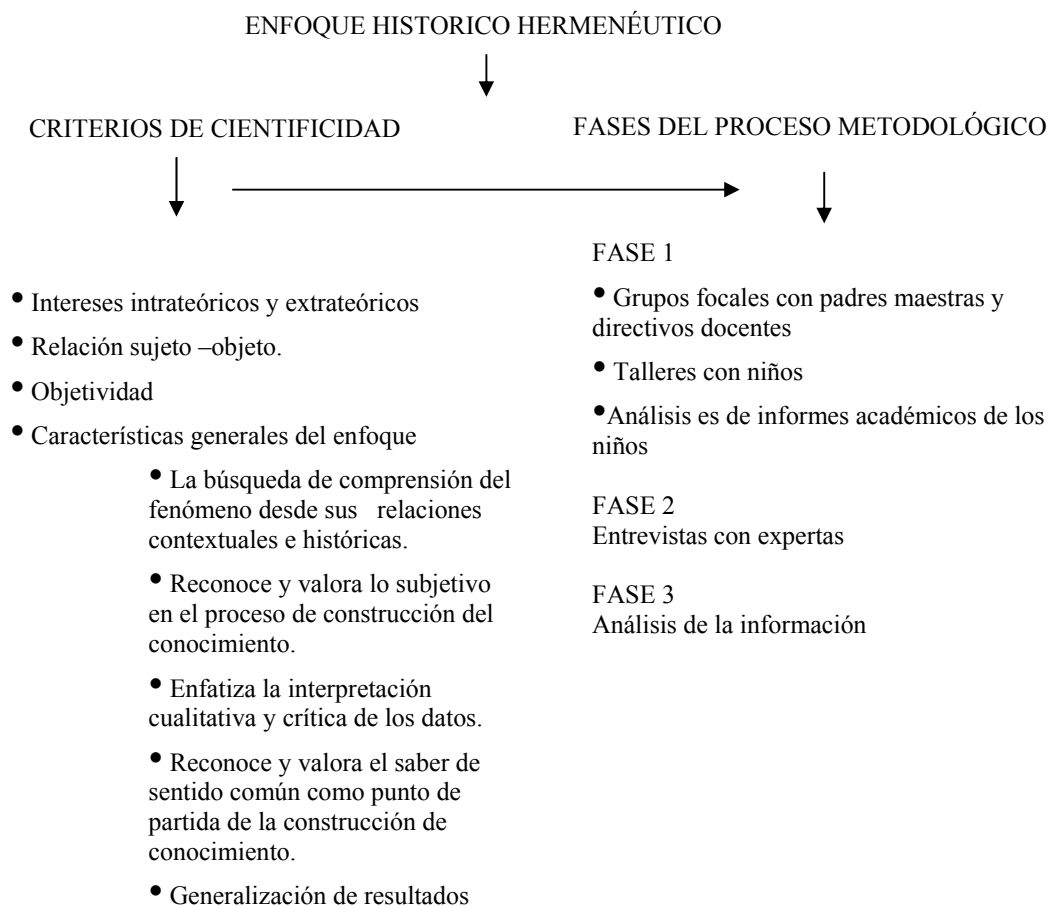 ENFOQUE HISTORICO HERMENÉUTICO
CRITERIOS DE CIENTIFICIDAD
FASES DEL PROCESO METODOLÓGICO
• Intereses intrateóricos y extrateóricos
• Relación sujeto –objeto.
• Objetividad
• Características generales del enfoque
• La búsqueda de comprensión del
fenómeno desde sus relaciones
contextuales e históricas.
• Reconoce y valora lo subjetivo
en el proceso de construcción del
conocimiento.
• Enfatiza la interpretación
cualitativa y crítica de los datos.
• Reconoce y valora el saber de
sentido común como punto de
partida de la construcción de
conocimiento.
• Generalización de resultados
FASE 1
• Grupos focales con padres maestras y
directivos docentes
• Talleres con niños
•Análisis es de informes académicos de los
niños
FASE 2
Entrevistas con expertas
FASE 3
Análisis de la información